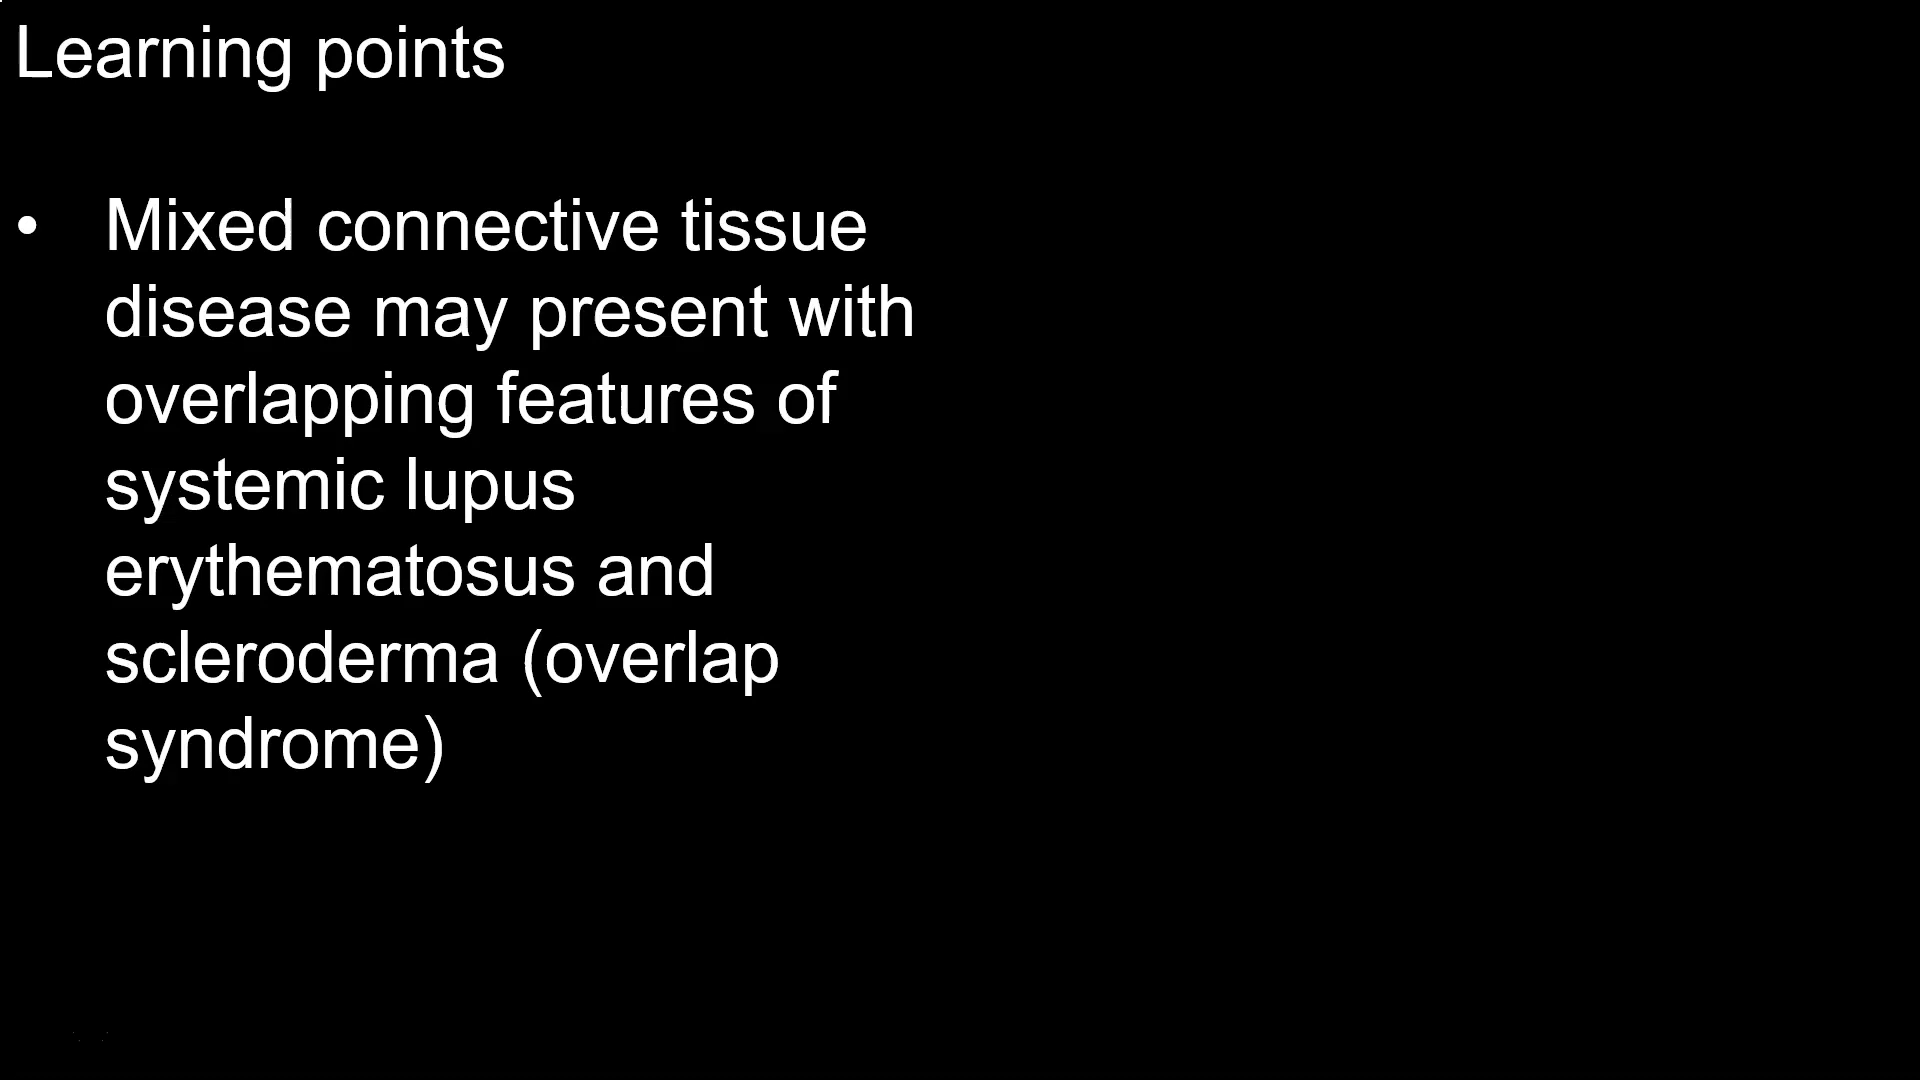 Learning points
• Mixed connective tissue
disease may present with
overlapping features of
systemic lupus
erythematosus and
scleroderma (overlap
syndrome)